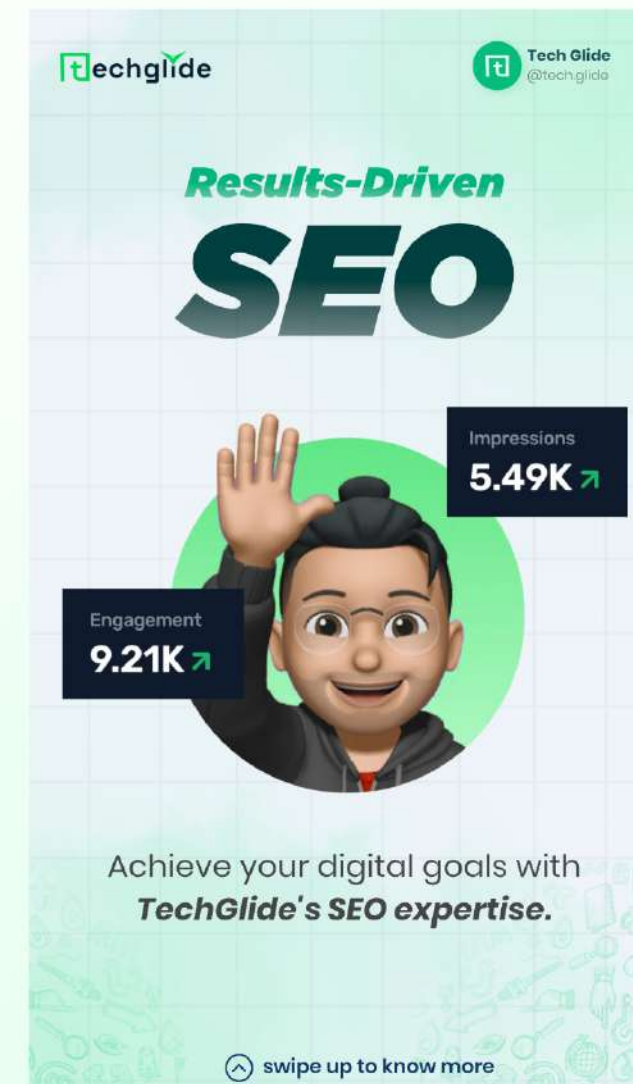 techglide
Tech Glide
@tech.glide
Results-Driven
SEO
Impressions
5.49K
Engagement
9.21K
Achieve your digital goals with
TechGlide's SEO expertise.
swipe up to know more